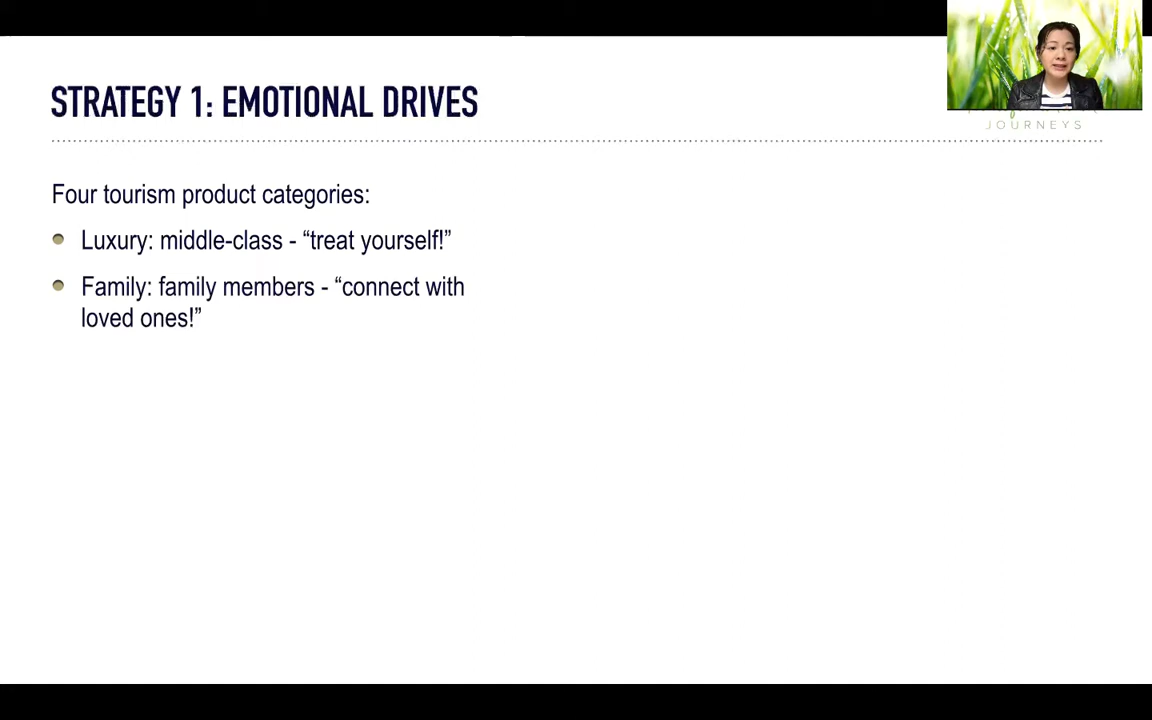 STRATEGY 1: EMOTIONAL DRIVES
JOURNEYS
Four tourism product categories:
Luxury: middle-class - “treat yourself!”
Family: family members - “connect with
loved ones!”